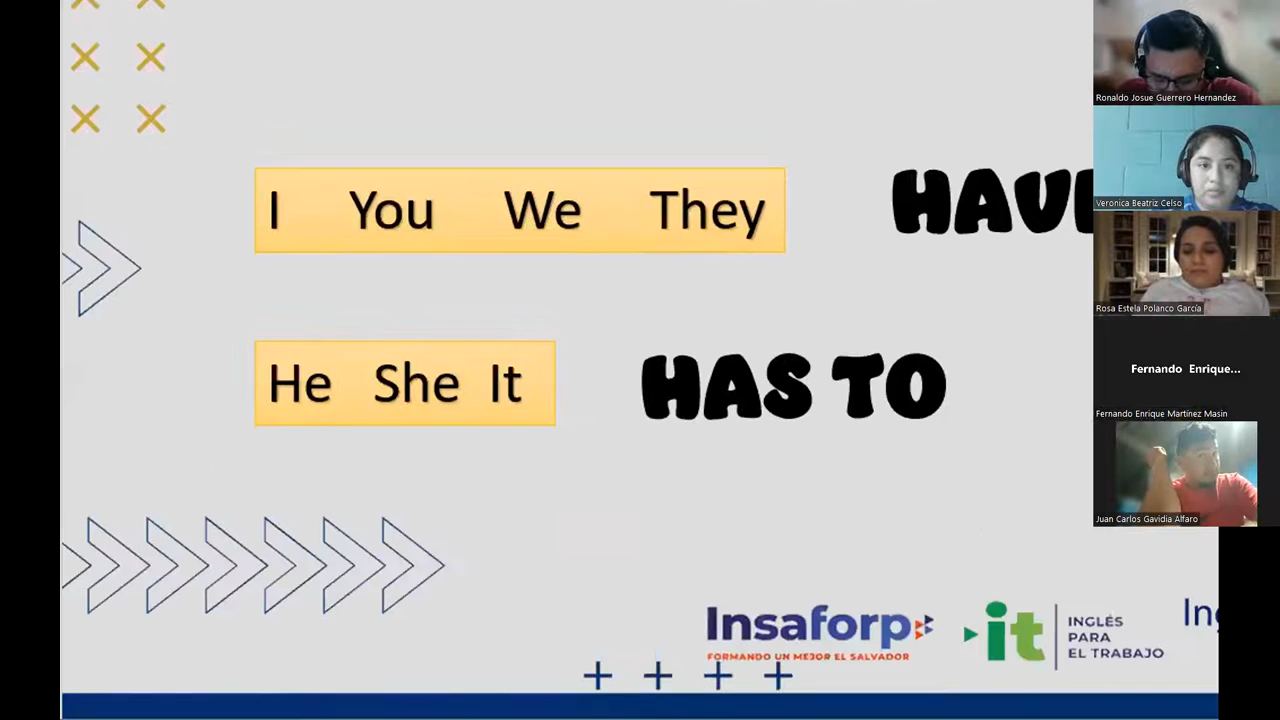 I You We They
HAVE
He She It
HAS TO
Insaforp
FORMANDO UN MEJOR EL SALVADOR
it
INGLÉS
PARA
EL TRABAJO
Ronaldo Josue Guerrero Hernandez
Veronica Beatriz Celso
Rosa Estela Polanco García
Fernando Enrique...
Fernando Enrique Martínez Masin
Juan Carlos Gavidia Alfaro